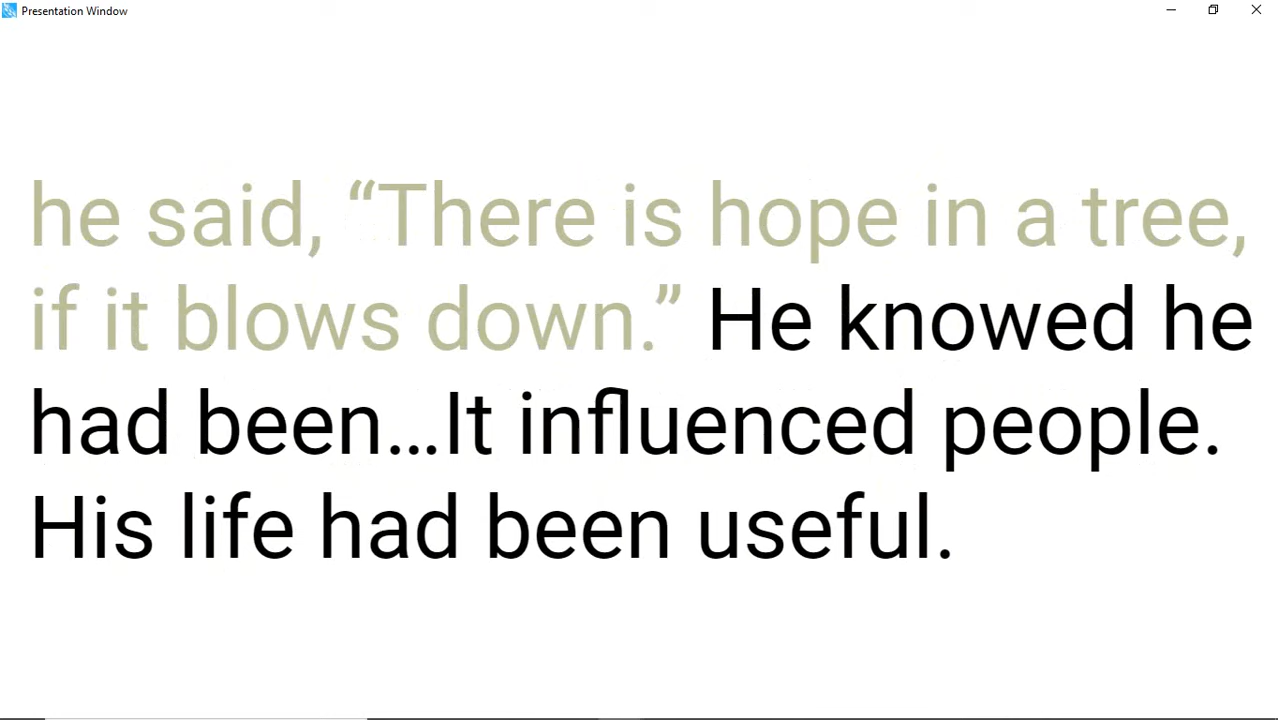 Presentation Window
he said, “There is hope in a tree,
if it blows down.” He knowed he
had been…It influenced people.
His life had been useful.